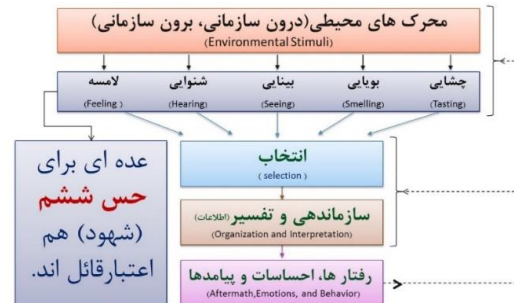 محرک های محیطی(درون سازمانی، برون سازمانی)
(Environmental Stimuli)
چشایی بویایی بینایی شنوایی لامسه
(Tasting) (Smelling) (Seeing) (Hearing) (Feeling )
انتخاب
( selection)
سازماندهی و تفسیر (اطلاعات)
(Organization and Interpretation)
رفتار ها، احساسات و پیامدها
(Aftermath,Emotions, and Behavior)
عده ای برای
حس ششم
(شهود) هم
اعتبارقائل اند.